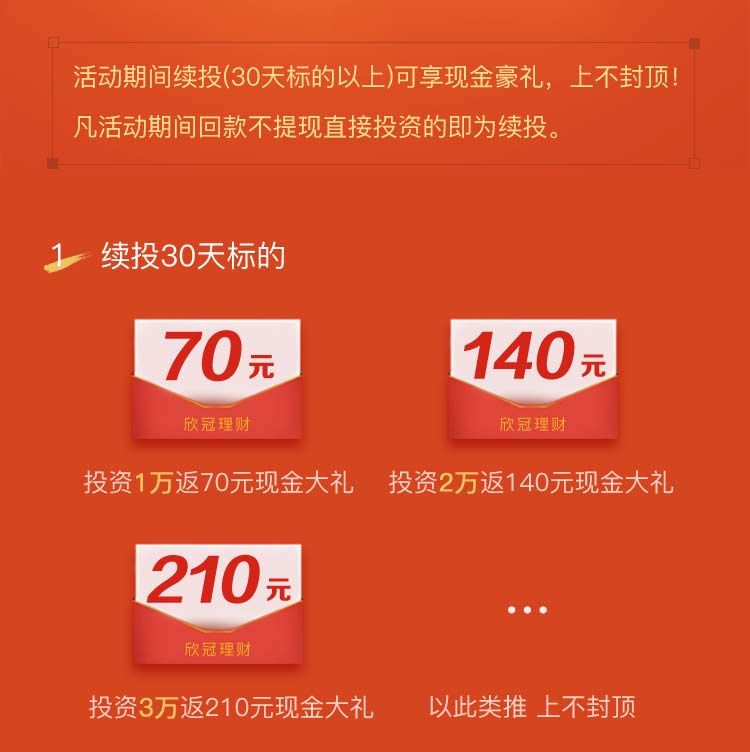 活动期间续投(30天标的以上)可享现金豪礼，上不封顶！
凡活动期间回款不提现直接投资的即为续投。
1 续投30天标的
70元
欣冠理财
投资1万返70元现金大礼
140元
欣冠理财
投资2万返140元现金大礼
210元
欣冠理财
投资3万返210元现金大礼
...
以此类推 上不封顶